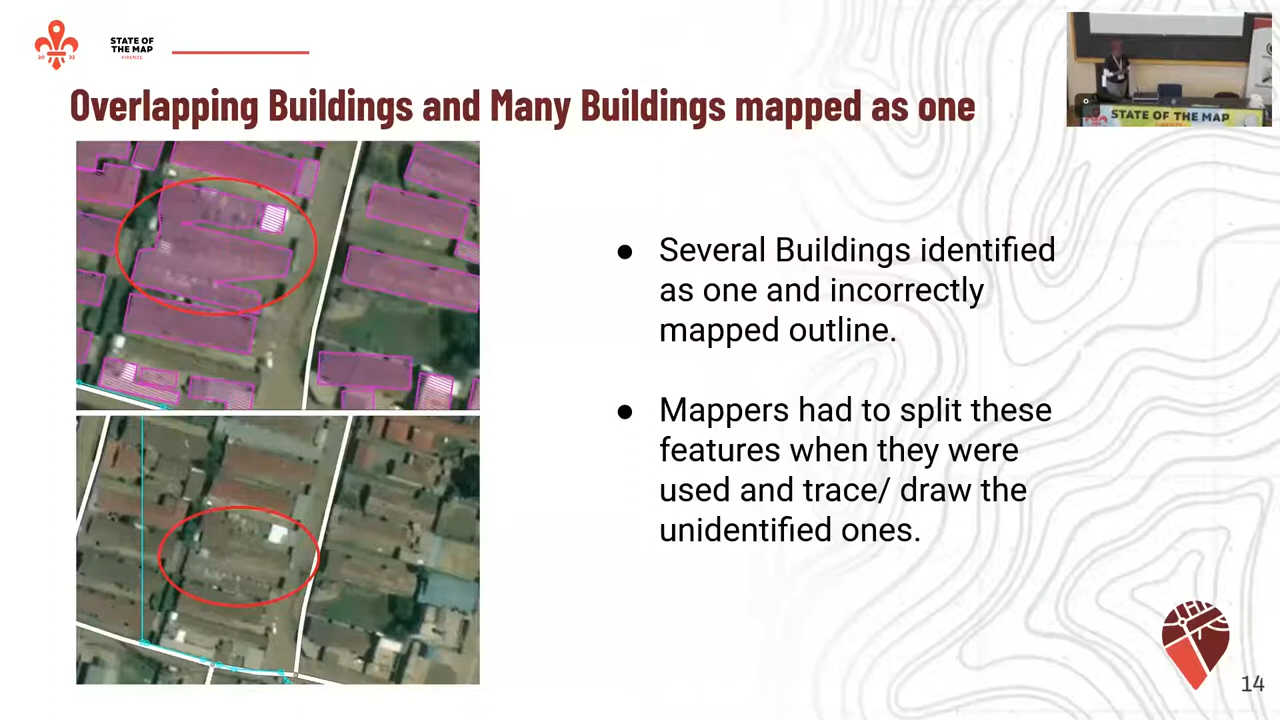 STATE OF
THE MAP
FIRENZE
20 22
Overlapping Buildings and Many Buildings mapped as one
● Several Buildings identified
as one and incorrectly
mapped outline.
● Mappers had to split these
features when they were
used and trace/ draw the
unidentified ones.
STATE OF THE MAP
14